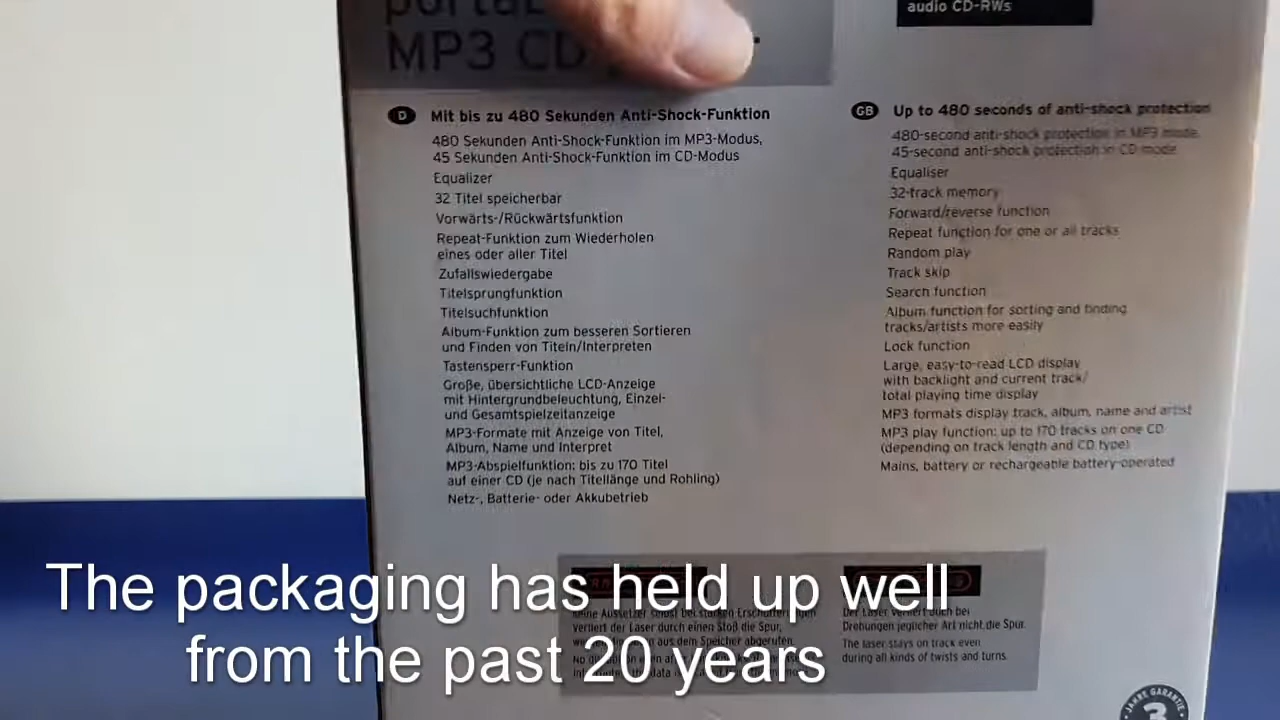 MP3 CD
audio CD-RWs
D Mit bis zu 480 Sekunden Anti-Shock-Funktion
480 Sekunden Anti-Shock-Funktion im MP3-Modus,
45 Sekunden Anti-Shock-Funktion im CD-Modus
Equalizer
32 Titel speicherbar
Vorwärts-/Rückwärtsfunktion
Repeat-Funktion zum Wiederholen
eines oder aller Titel
Zufallswiedergabe
Titelsprungfunktion
Titelsuchfunktion
Album-Funktion zum besseren Sortieren
und Finden von Titeln/Interpreten
Tastensperr-Funktion
Große, übersichtliche LCD-Anzeige
mit Hintergrundbeleuchtung, Einzel-
und Gesamtspielzeitanzeige
MP3-Formate mit Anzeige von Titel,
Album, Name und Interpret
MP3-Abspielfunktion: bis zu 170 Titel
auf einer CD (je nach Titellänge und Rohling)
Netz-, Batterie- oder Akkubetrieb
GB Up to 480 seconds of anti-shock protection
480-second anti-shock protection in MP3 mode,
45-second anti-shock protection in CD mode
Equaliser
32-track memory
Forward/reverse function
Repeat function for one or all tracks
Random play
Track skip
Search function
Album function for sorting and finding
tracks/artists more easily
Lock function
Large, easy-to-read LCD display
with backlight and current track/
total playing time display
MP3 formats display track, album, name and artist
MP3 play function: up to 170 tracks on one CD
(depending on track length and CD type)
Mains, battery or rechargeable battery-operated
verliert der Laser durch einen Stoß die Spur,
aus dem Speicher abgerufen.
Der Laser verliert auch bei
Drehungen jeglicher Art nicht die Spur.
The laser stays on track even
during all kinds of twists and turns.
JAHRE GARANTIE
3
The packaging has held up well
from the past 20 years